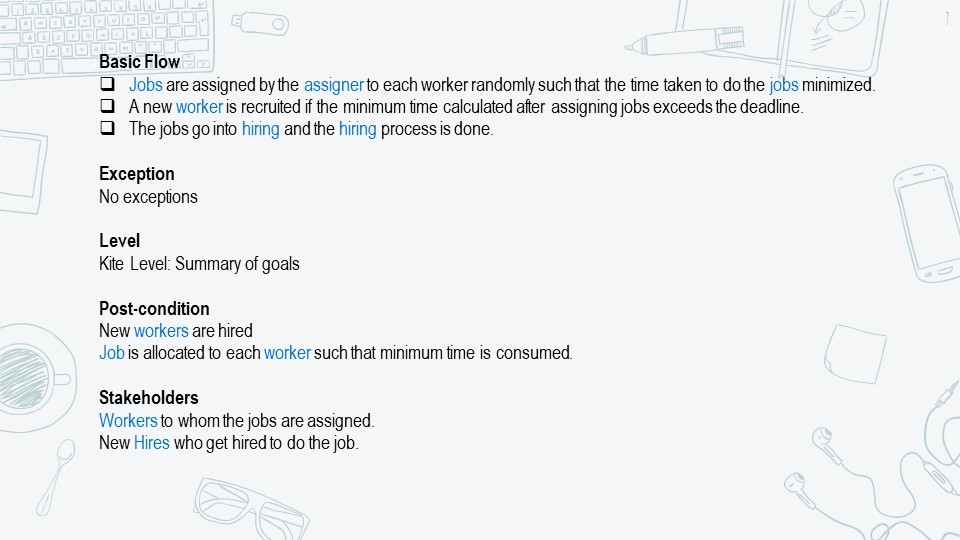 7
Basic Flow
❑ Jobs are assigned by the assigner to each worker randomly such that the time taken to do the jobs minimized.
❑ A new worker is recruited if the minimum time calculated after assigning jobs exceeds the deadline.
❑ The jobs go into hiring and the hiring process is done.
Exception
No exceptions
Level
Kite Level: Summary of goals
Post-condition
New workers are hired
Job is allocated to each worker such that minimum time is consumed.
Stakeholders
Workers to whom the jobs are assigned.
New Hires who get hired to do the job.